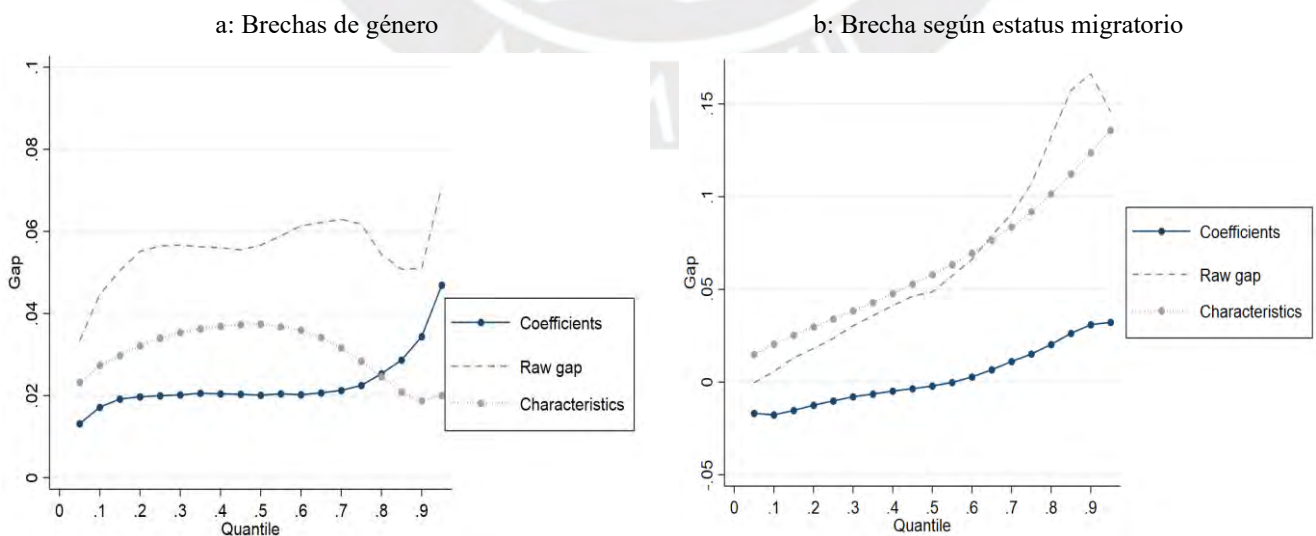 a: Brechas de género
b: Brecha según estatus migratorio
.1
.08
.06
.04
.02
0
Gap
0 .1 .2 .3 .4 .5 .6 .7 .8 .9
Quantile
Coefficients
Raw gap
Characteristics
.15
.1
.05
0
-.05
Gap
0 .1 .2 .3 .4 .5 .6 .7 .8 .9
Quantile
Coefficients
Raw gap
Characteristics